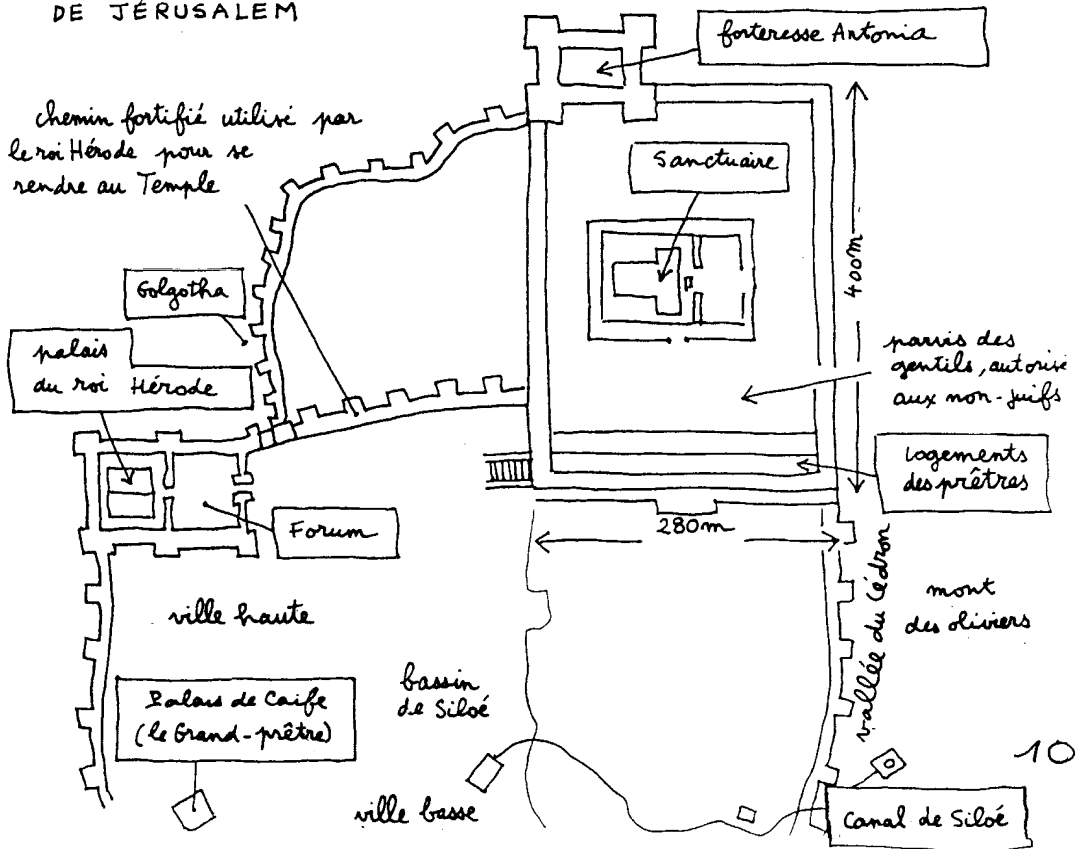 DE JÉRUSALEM
forteresse Antonia
chemin fortifié utilisé par
le roi Hérode pour se
rendre au Temple
Sanctuaire
400m
Golgotha
palais
du roi Hérode
parvis des
gentils, autorisé
aux non-juifs
Logements
des prêtres
Forum
280m
vallée du Cédron
mont
des oliviers
ville haute
bassin
de Siloé
Palais de Caïfe
(le Grand-prêtre)
10
ville basse
Canal de Siloé